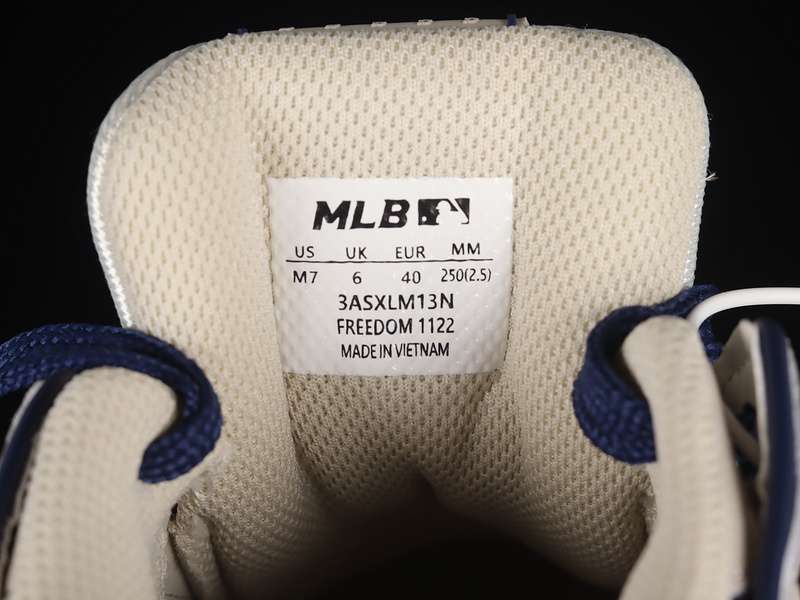 MLB
US UK EUR MM
M7 6 40 250(2.5)
3ASXLM13N
FREEDOM 1122
MADE IN VIETNAM